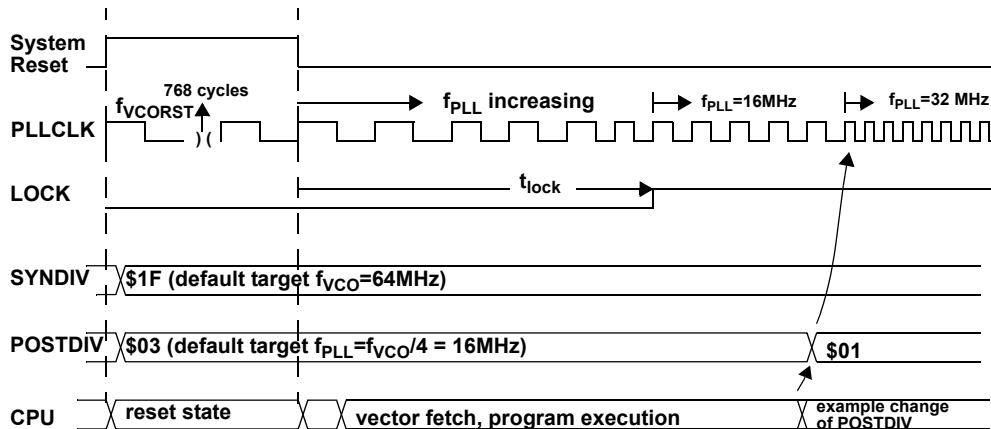 System
Reset
768 cycles
fVCORST
fPLL increasing
fPLL=16MHz
fPLL=32 MHz
PLLCLK
) (
tlock
LOCK
SYNDIV
$1F (default target fVCO=64MHz)
POSTDIV
$03 (default target fPLL=fVCO/4 = 16MHz)
$01
CPU
reset state
vector fetch, program execution
example change
of POSTDIV